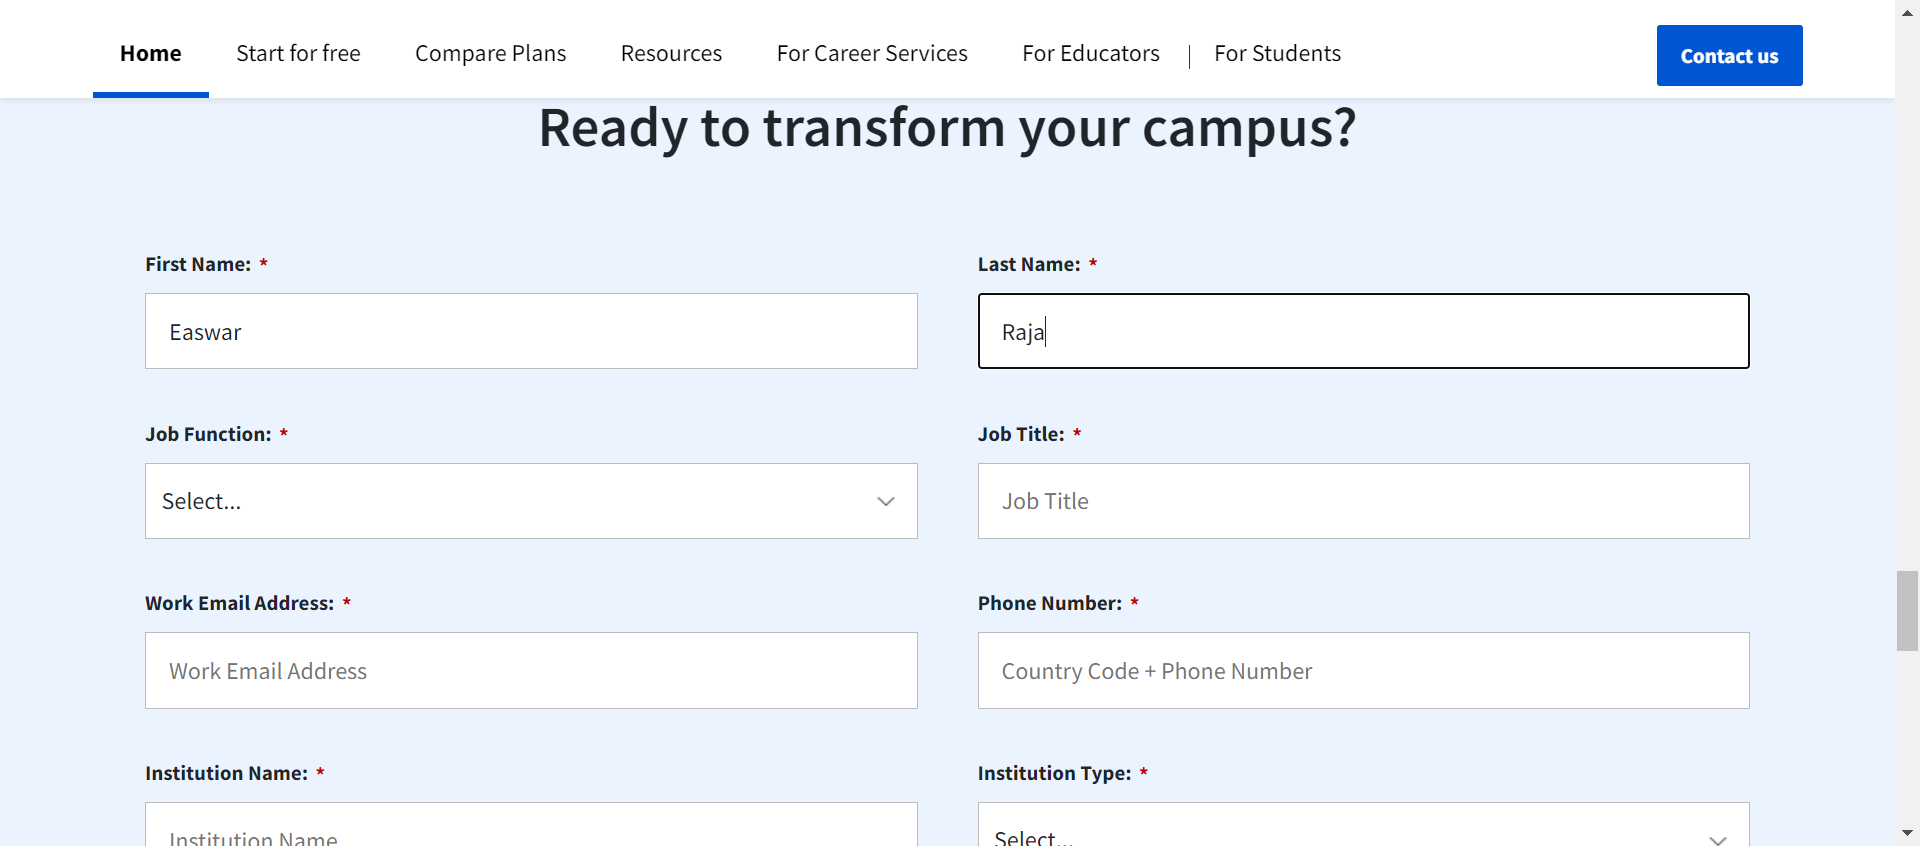 Home Start for free Compare Plans Resources For Career Services For Educators | For Students Contact us
Ready to transform your campus?
First Name: * Last Name: *
Easwar Raja
Job Function: * Job Title: *
Select... Job Title
Work Email Address: * Phone Number: *
Work Email Address Country Code + Phone Number
Institution Name: * Institution Type: *
Institution Name Select...